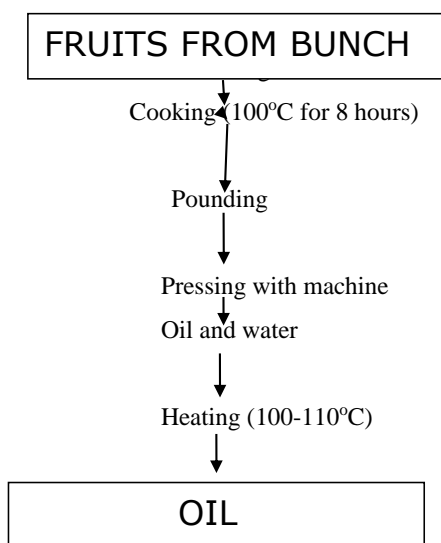 FRUITS FROM BUNCH
Cooking (100°C for 8 hours)
Pounding
Pressing with machine
Oil and water
Heating (100-110°C)
OIL